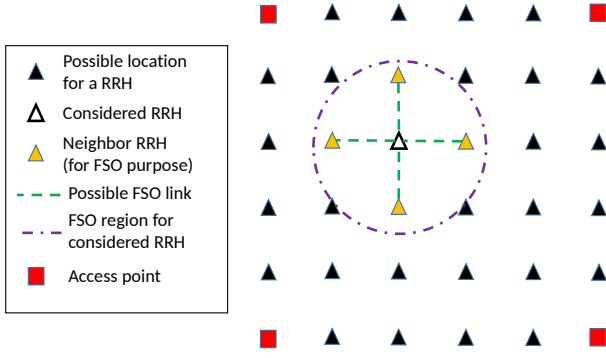 Possible location
for a RRH
Considered RRH
Neighbor RRH
(for FSO purpose)
Possible FSO link
FSO region for
considered RRH
Access point